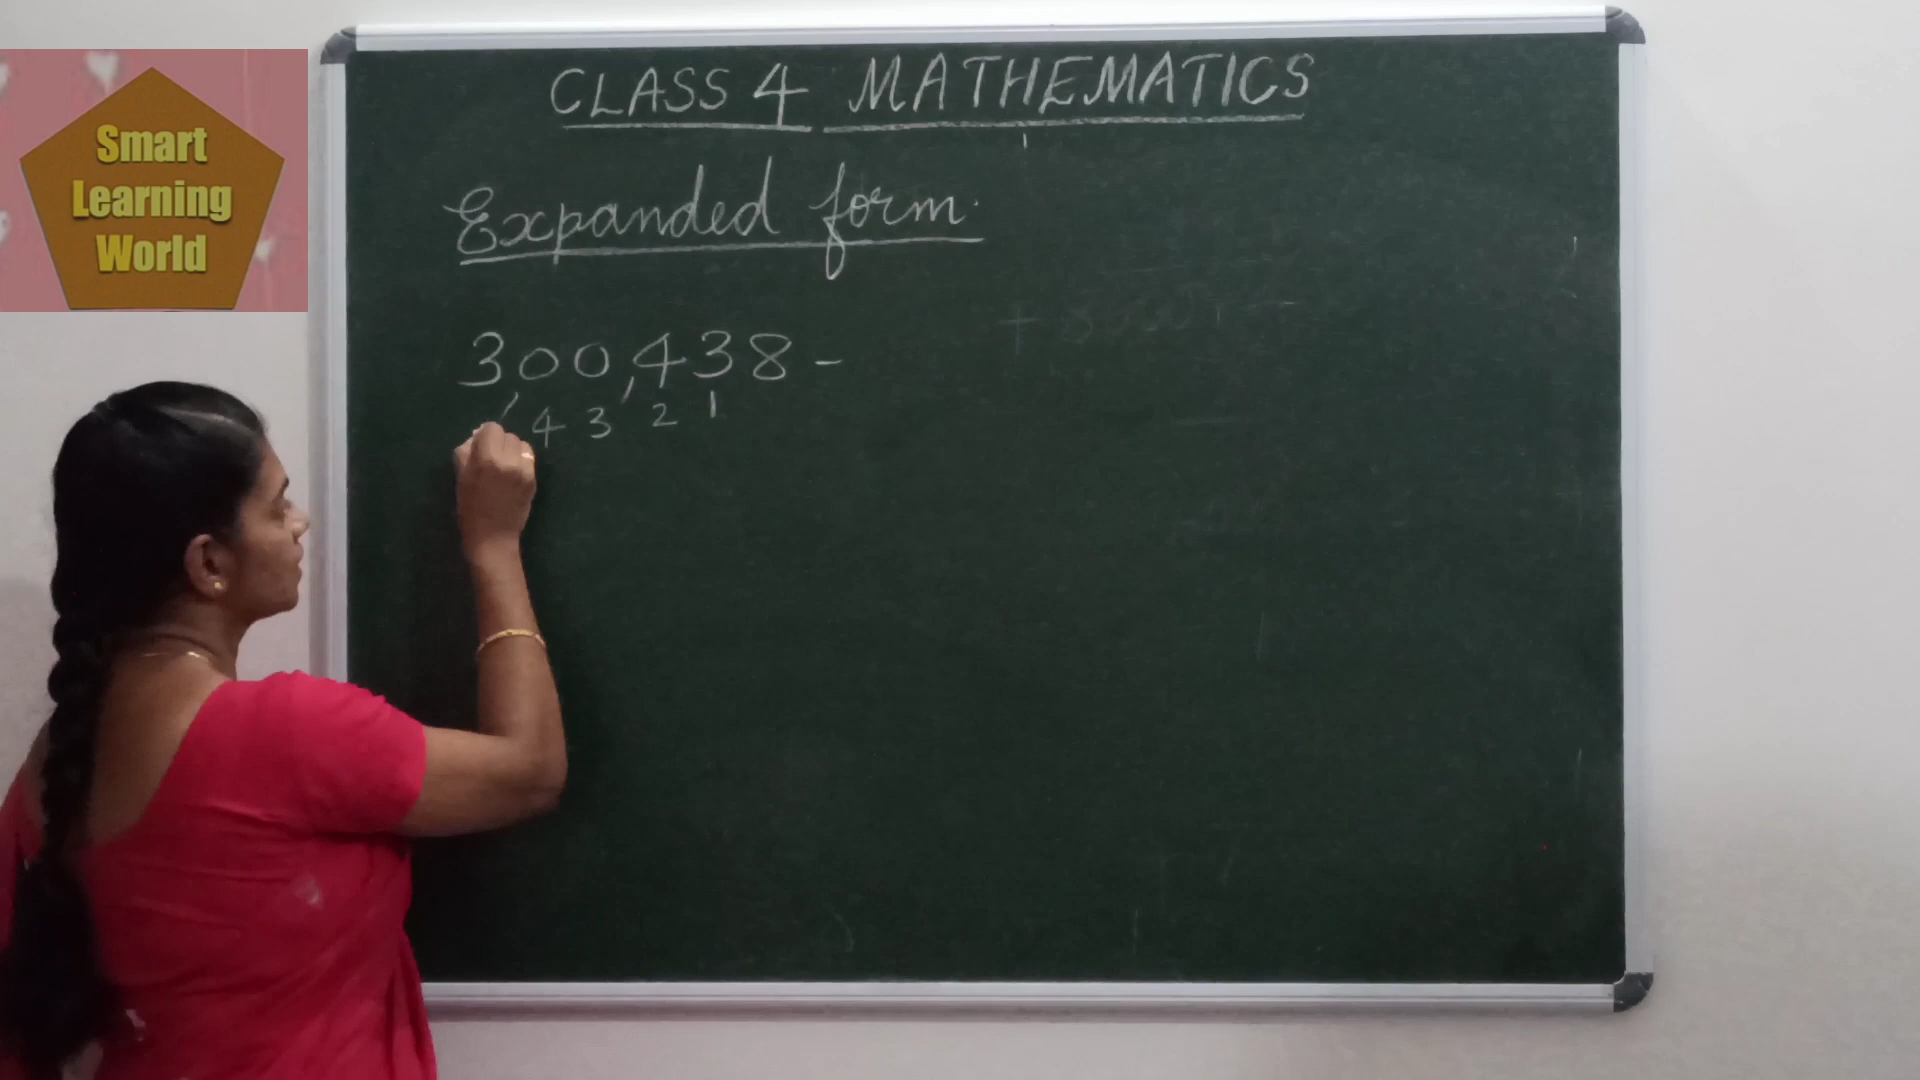 Smart
Learning
World
CLASS 4 MATHEMATICS
Expanded form.
300,438 -
4 3 2 1